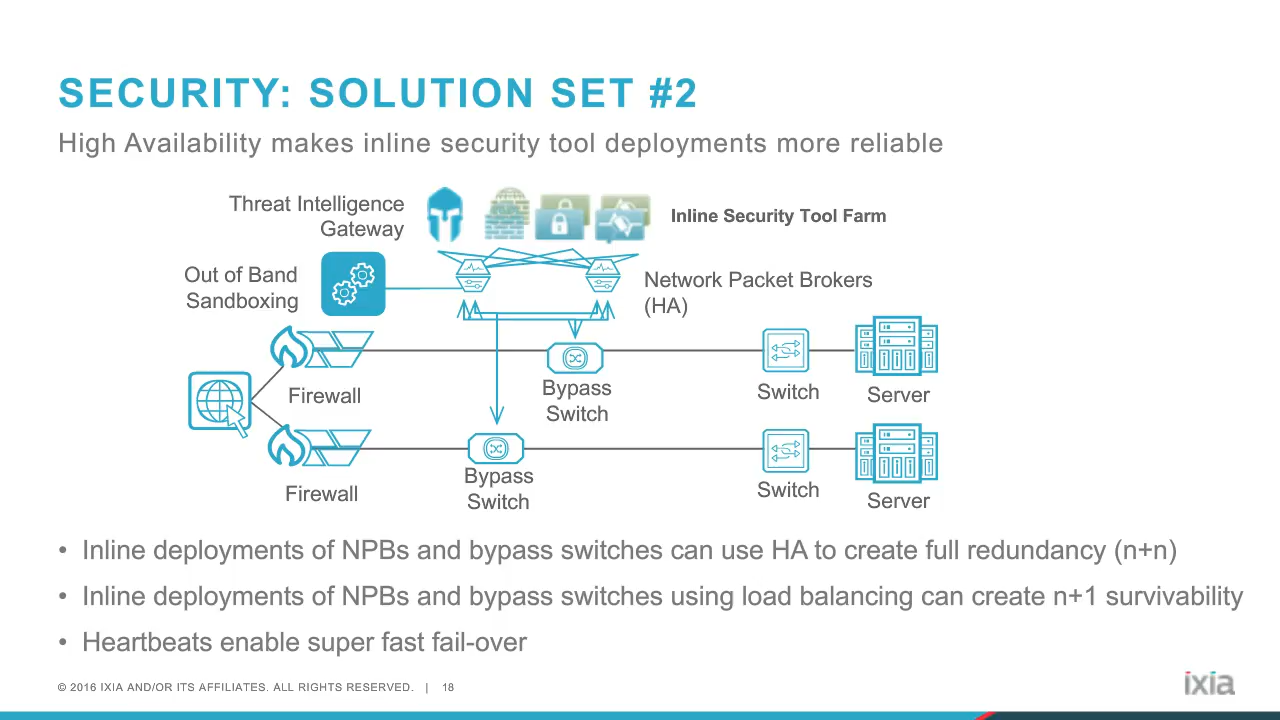 SECURITY: SOLUTION SET #2
High Availability makes inline security tool deployments more reliable
Threat Intelligence
Gateway
Inline Security Tool Farm
Out of Band
Sandboxing
Network Packet Brokers
(HA)
Firewall
Bypass
Switch
Switch
Server
Firewall
Bypass
Switch
Switch
Server
• Inline deployments of NPBs and bypass switches can use HA to create full redundancy (n+n)
• Inline deployments of NPBs and bypass switches using load balancing can create n+1 survivability
• Heartbeats enable super fast fail-over
© 2016 IXIA AND/OR ITS AFFILIATES. ALL RIGHTS RESERVED. | 18
ixia